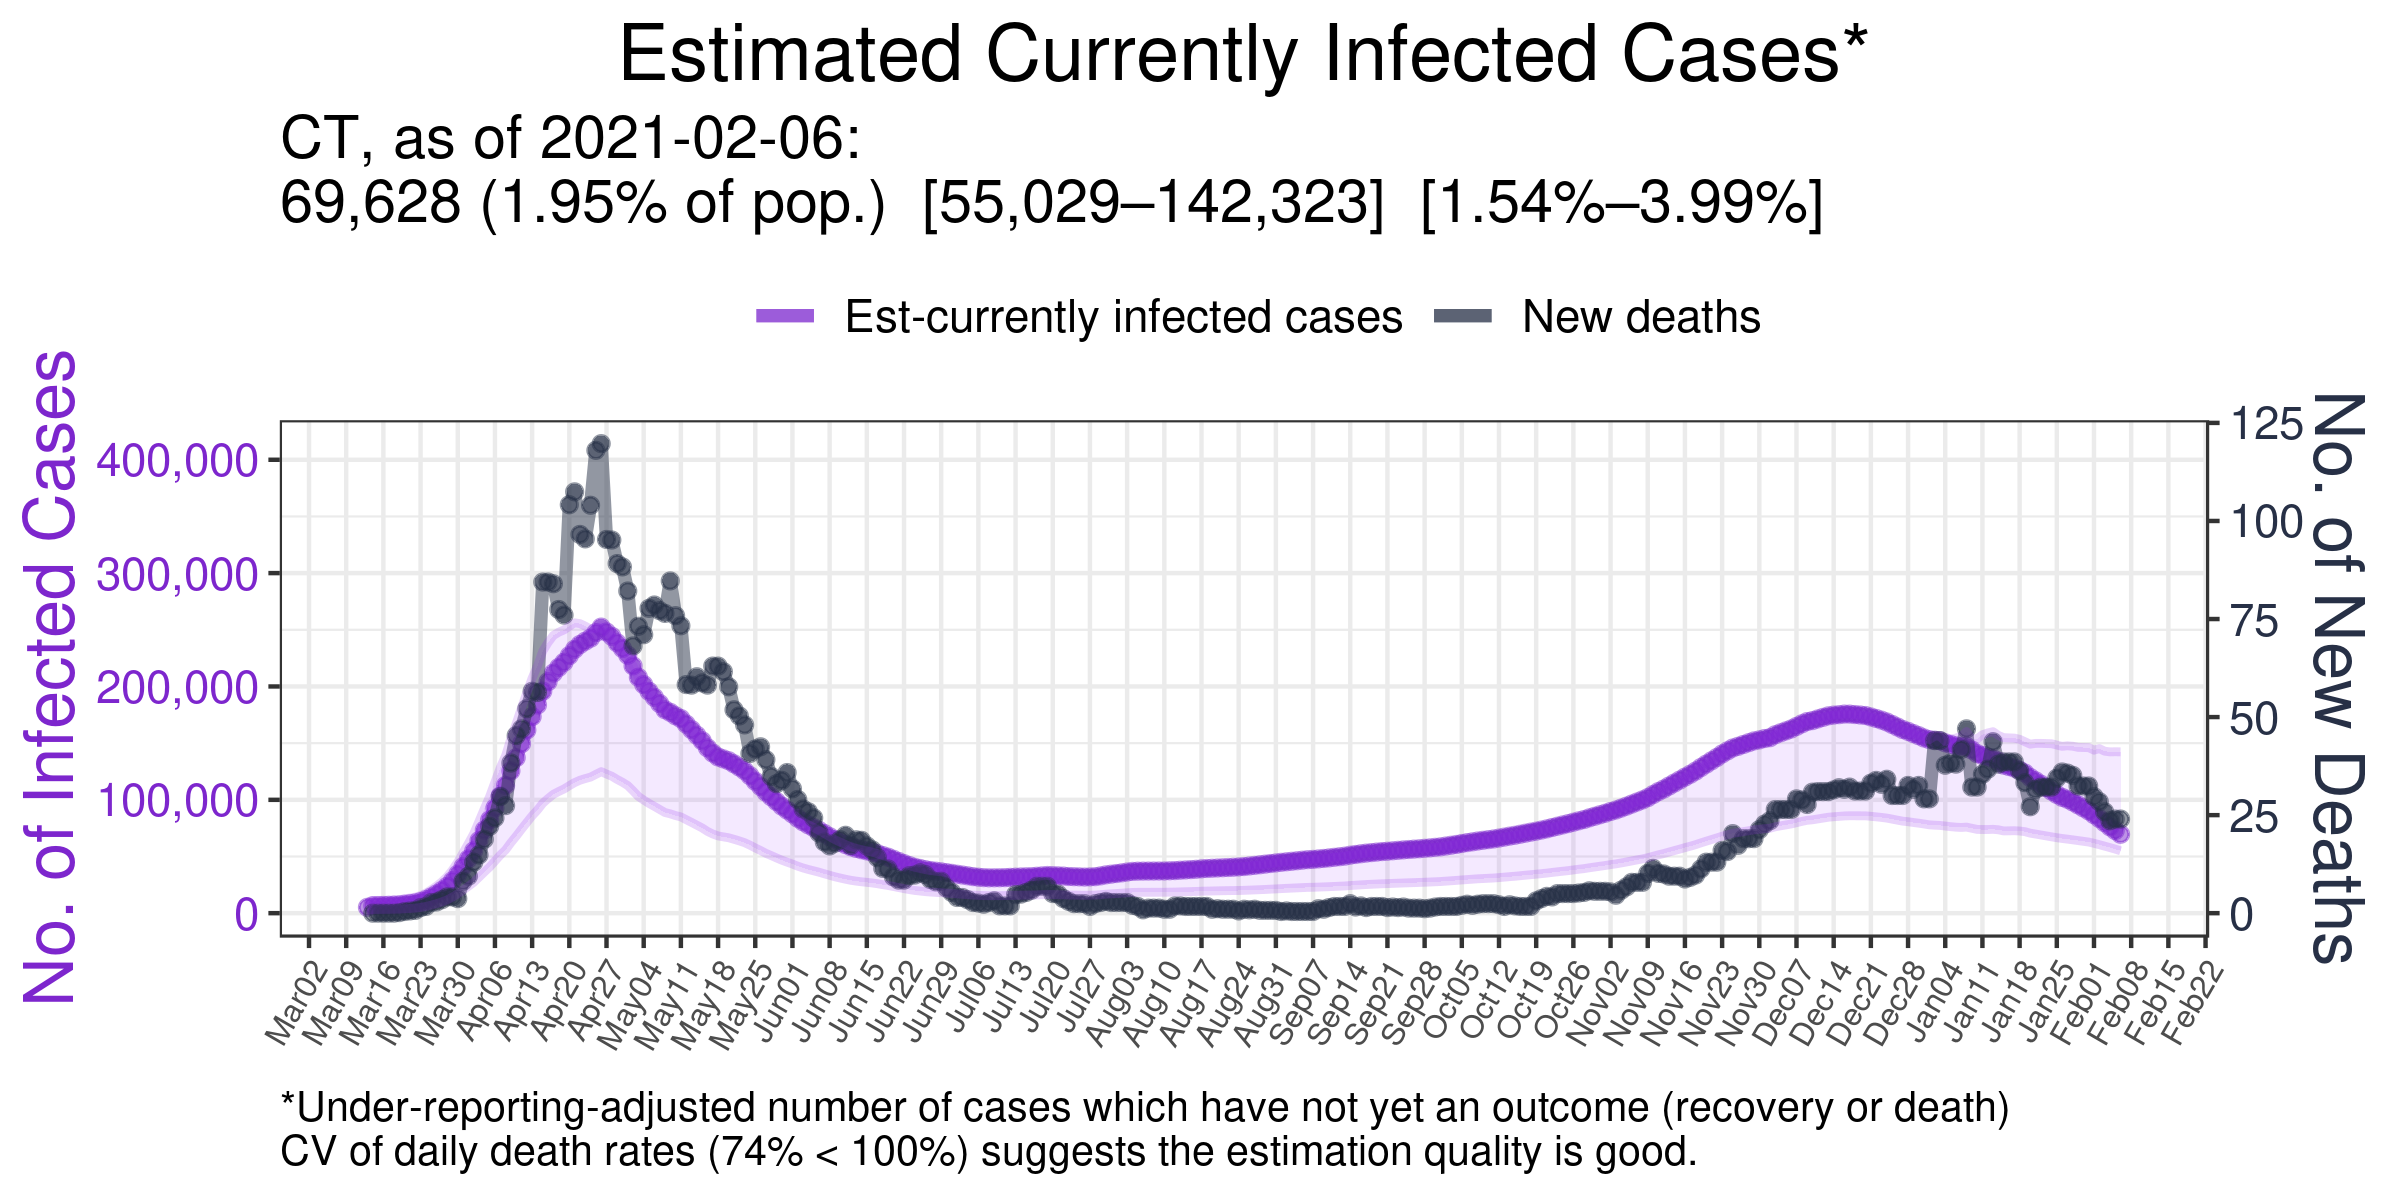 Estimated Currently Infected Cases*
CT, as of 2021-02-06:
69,628 (1.95% of pop.)  [55,029–142,323]  [1.54%–3.99%]
Est-currently infected cases
New deaths
No. of Infected Cases
400,000
300,000
200,000
100,000
0
125
100
75
50
25
0
No. of New Deaths
Mar02
Mar09
Mar16
Mar23
Mar30
Apr06
Apr13
Apr20
Apr27
May04
May11
May18
May25
Jun01
Jun08
Jun15
Jun22
Jun29
Jul06
Jul13
Jul20
Jul27
Aug03
Aug10
Aug17
Aug24
Aug31
Sep07
Sep14
Sep21
Sep28
Oct05
Oct12
Oct19
Oct26
Nov02
Nov09
Nov16
Nov23
Nov30
Dec07
Dec14
Dec21
Dec28
Jan04
Jan11
Jan18
Jan25
Feb01
Feb08
Feb15
Feb22
*Under-reporting-adjusted number of cases which have not yet an outcome (recovery or death)
CV of daily death rates (74% < 100%) suggests the estimation quality is good.